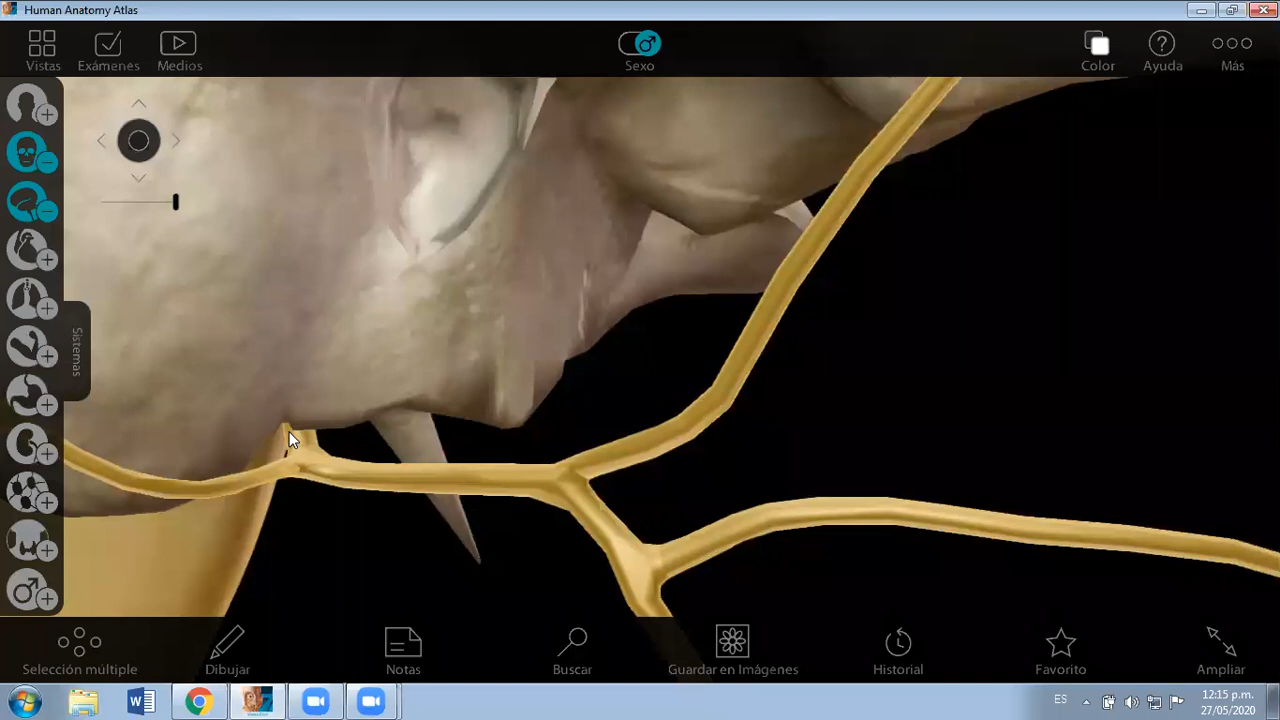 Human Anatomy Atlas
Vistas
Exámenes
Medios
Sexo
Color
Ayuda
Más
Sistemas
Selección múltiple
Dibujar
Notas
Buscar
Guardar en Imágenes
Historial
Favorito
Ampliar
ES
12:15 p.m.
27/05/2020